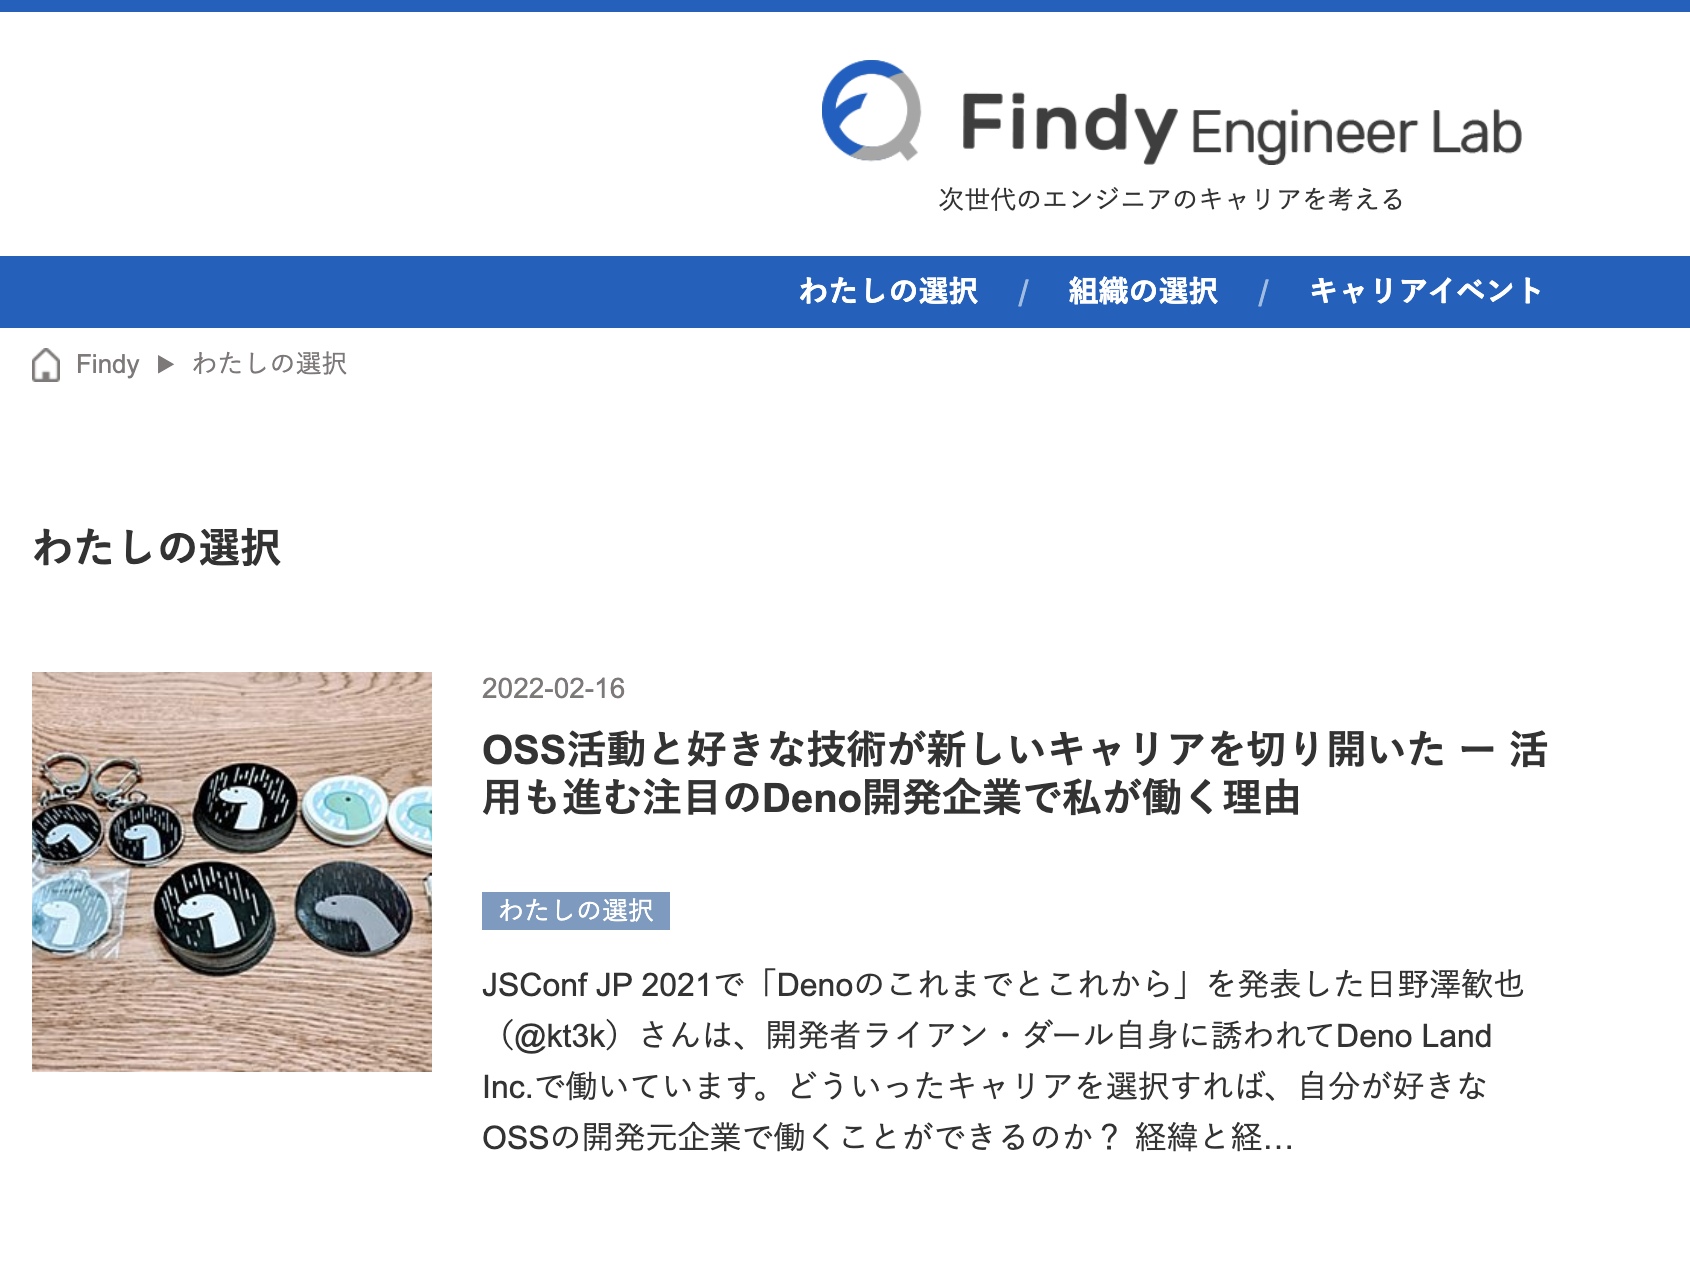 Findy Engineer Lab
次世代のエンジニアのキャリアを考える
わたしの選択 / 組織の選択 / キャリアイベント
Findy ▶ わたしの選択
わたしの選択
2022-02-16
OSS活動と好きな技術が新しいキャリアを切り開いた ー 活
用も進む注目のDeno開発企業で私が働く理由
わたしの選択
JSConf JP 2021で「Denoのこれまでとこれから」を発表した日野澤歓也
（@kt3k）さんは、開発者ライアン・ダール自身に誘われてDeno Land
Inc.で働いています。どういったキャリアを選択すれば、自分が好きな
OSSの開発元企業で働くことができるのか？ 経緯と経…